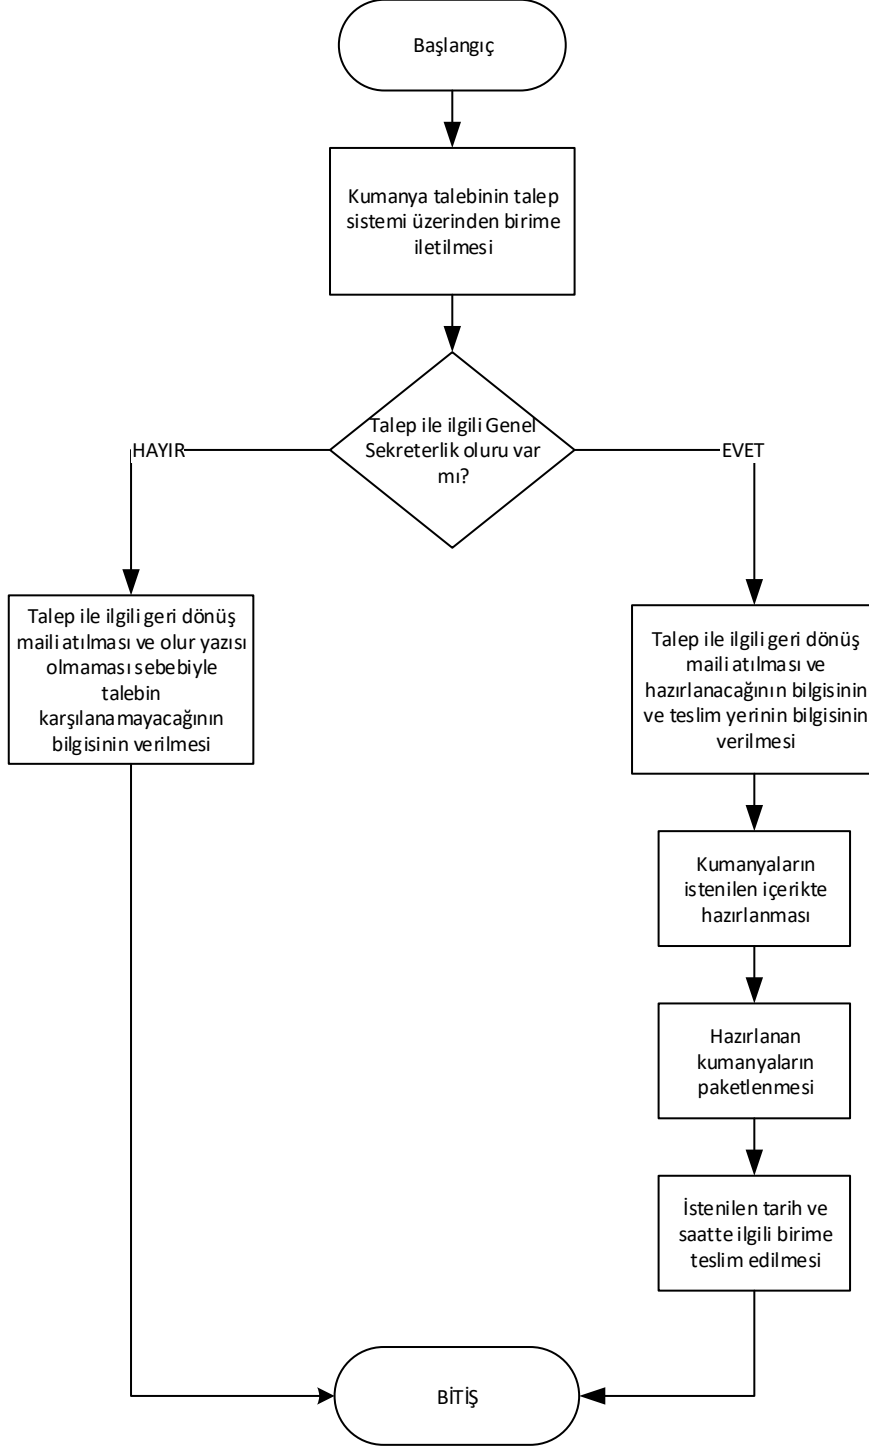 Başlangıç
Kumanya talebinin talep
sistemi üzerinden birime
iletilmesi
Talep ile ilgili Genel
Sekreterlik oluru var
mı?
HAYIR
EVET
Talep ile ilgili geri dönüş
maili atılması ve olur yazısı
olmaması sebebiyle
talebin
karşılanamayacağının
bilgisinin verilmesi
Talep ile ilgili geri dönüş
maili atılması ve
hazırlanacağının bilgisinin
ve teslim yerinin bilgisinin
verilmesi
Kumanyaların
istenilen içerikte
hazırlanması
Hazırlanan
kumanyaların
paketlenmesi
İstenilen tarih ve
saatte ilgili birime
teslim edilmesi
BİTİŞ